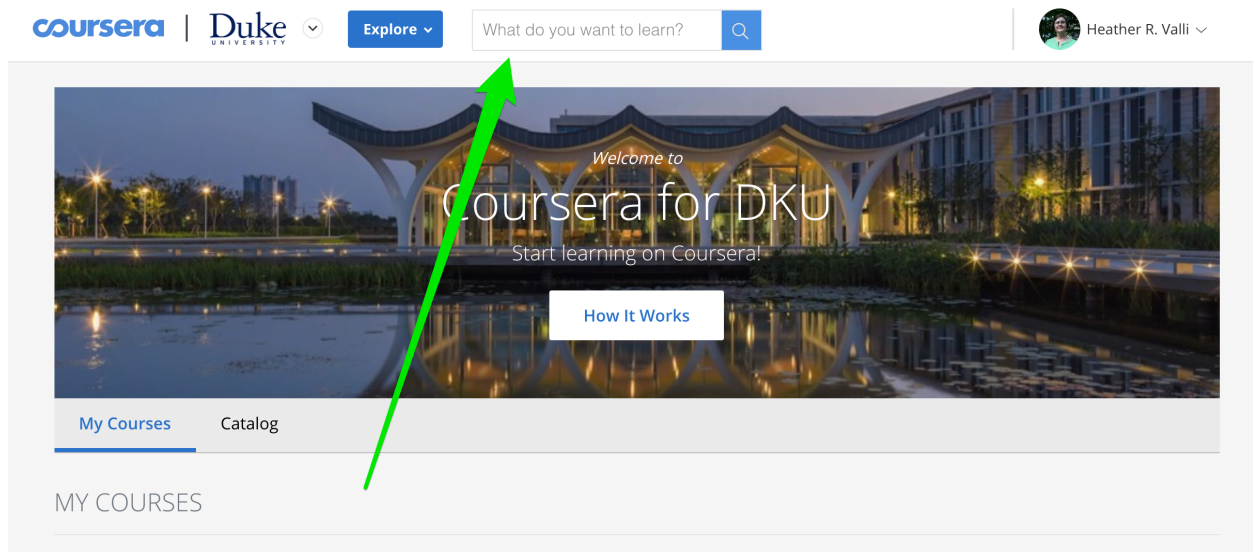 coursera
Duke
UNIVERSITY
Explore
What do you want to learn?
Heather R. Valli
Welcome to
Coursera for DKU
Start learning on Coursera!
How It Works
My Courses
Catalog
MY COURSES